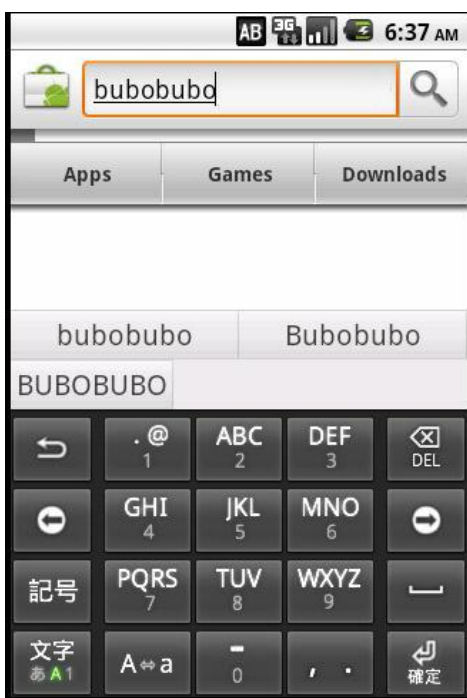 AB 3G 6:37 AM
bubobubo
Apps Games Downloads
bubobubo Bubobubo
BUBOBUBO
. @ ABC DEF
1 2 3 DEL
GHI JKL MNO
4 5 6
記号 PQRS TUV WXYZ
7 8 9
文字 A⇔a - , .
あA1 0 確定